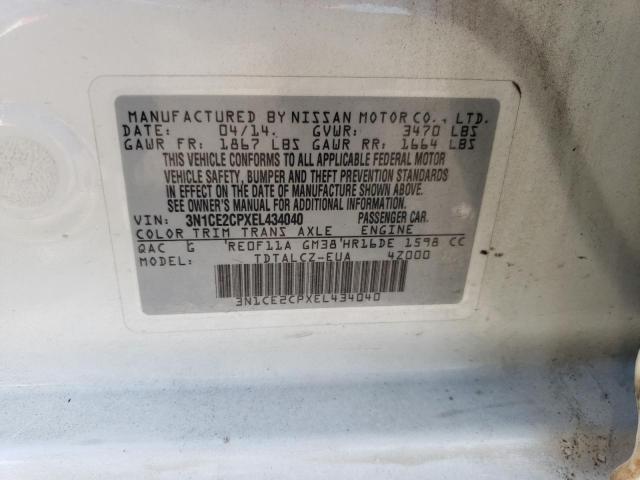 MANUFACTURED BY NISSAN MOTOR CO., LTD.
DATE: 04/14. GVWR: 3470 LBS
GAWR FR: 1867 LBS GAWR RR: 1664 LBS
THIS VEHICLE CONFORMS TO ALL APPLICABLE FEDERAL MOTOR
VEHICLE SAFETY, BUMPER AND THEFT PREVENTION STANDARDS
IN EFFECT ON THE DATE OF MANUFACTURE SHOWN ABOVE.
SEE OWNER'S MANUAL FOR ADDITIONAL INFORMATION.
VIN: 3N1CE2CPXEL434040 PASSENGER CAR.
COLOR TRIM TRANS AXLE ENGINE
QAC G RE0F11A GM38 HR16DE 1598 CC
MODEL: TDTALCZ-EUA 4Z000
3N1CE2CPXEL434040